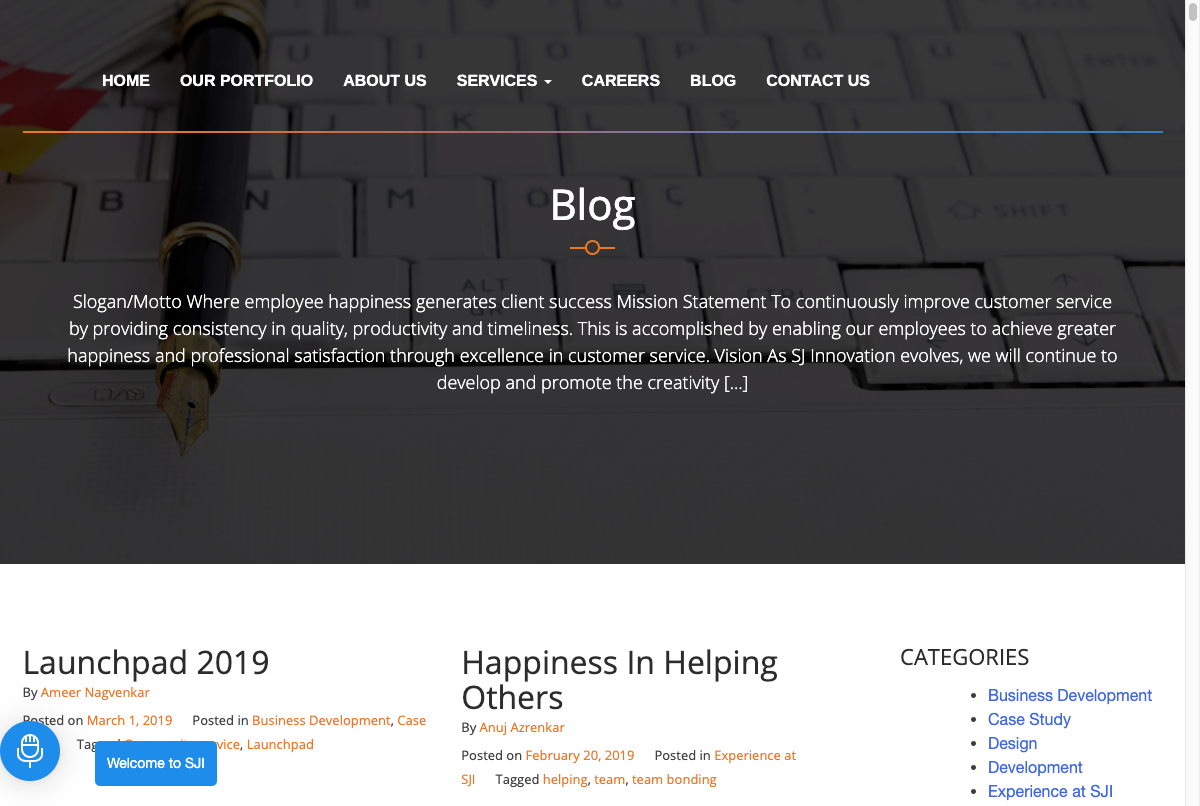 HOME OUR PORTFOLIO ABOUT US SERVICES CAREERS BLOG CONTACT US
Blog
Slogan/Motto Where employee happiness generates client success Mission Statement To continuously improve customer service
by providing consistency in quality, productivity and timeliness. This is accomplished by enabling our employees to achieve greater
happiness and professional satisfaction through excellence in customer service. Vision As SJ Innovation evolves, we will continue to
develop and promote the creativity [...]
Launchpad 2019
By Ameer Nagvenkar
Posted on March 1, 2019 Posted in Business Development, Case
Launchpad
Welcome to SJI
Happiness In Helping
Others
By Anuj Azrenkar
Posted on February 20, 2019 Posted in Experience at
SJI Tagged helping, team, team bonding
CATEGORIES
Business Development
Case Study
Design
Development
Experience at SJI